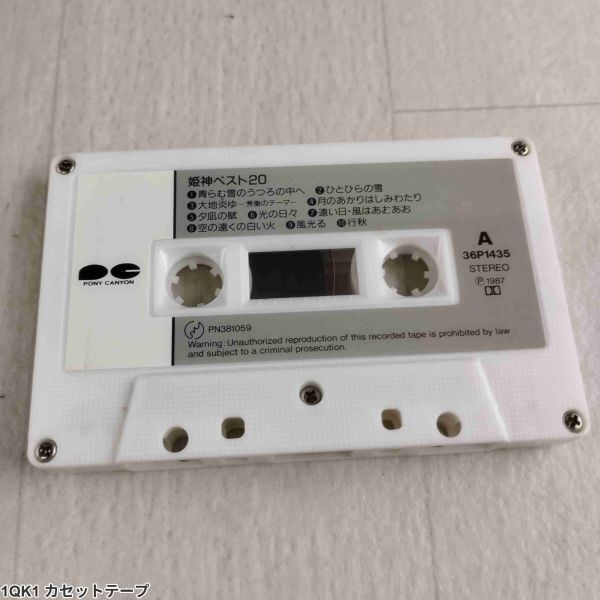 姫神ベスト20
❶青らむ雪のうつろの中へ ❷ひとひらの雪
❸大地炎ゆ－秀衡のテーマ－ ❹月のあかりはしみわたり
❺夕凪の賦 ❻光の日々 ❼遠い日・風はあむあお
❽空の遠くの白い火 ❾風光る ❿行秋
A
36P1435
STEREO
Ⓟ1987
PONY CANYON
PN381059
Warning: Unauthorized reproduction of this recorded tape is prohibited by law
and subject to a criminal prosecution.
1QK1 カセットテープ